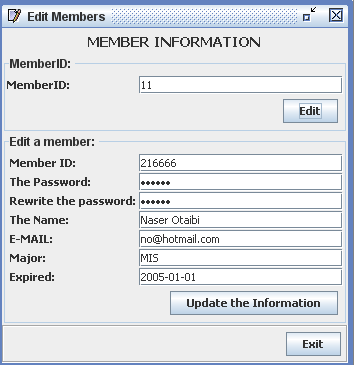 Edit Members
MEMBER INFORMATION
MemberID:
MemberID: 11
Edit
Edit a member:
Member ID: 216666
The Password: ••••••
Rewrite the password: ••••••
The Name: Naser Otaibi
E-MAIL: no@hotmail.com
Major: MIS
Expired: 2005-01-01
Update the Information
Exit